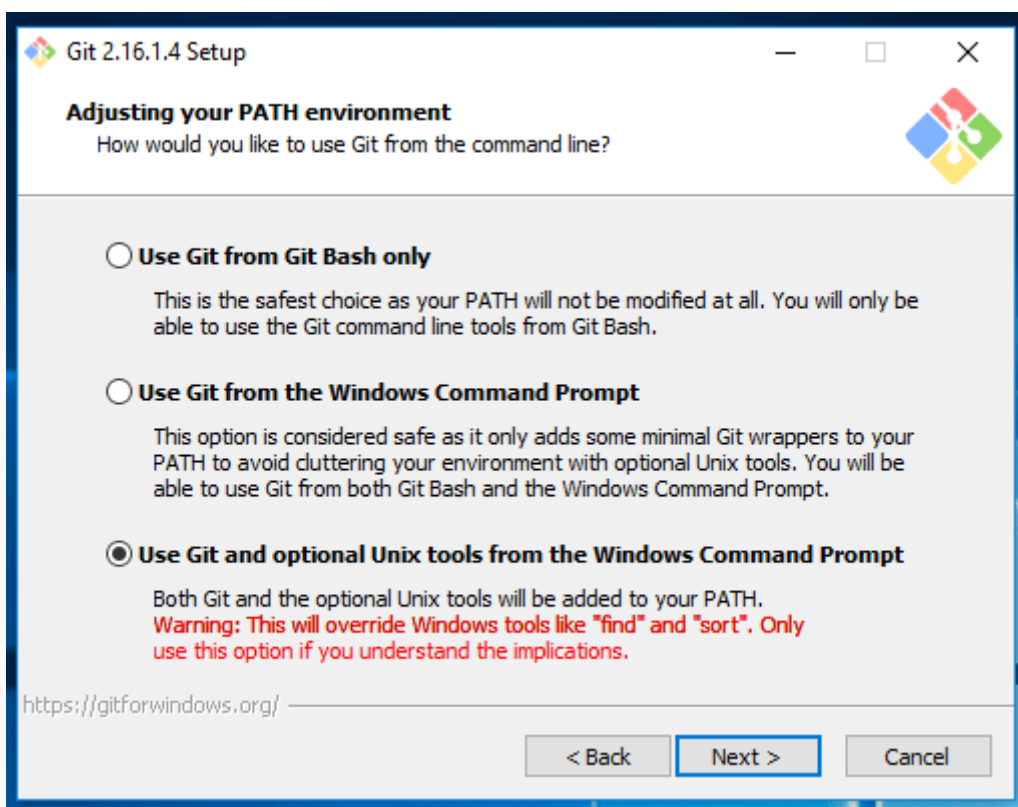 Git 2.16.1.4 Setup
Adjusting your PATH environment
How would you like to use Git from the command line?
Use Git from Git Bash only
This is the safest choice as your PATH will not be modified at all. You will only be
able to use the Git command line tools from Git Bash.
Use Git from the Windows Command Prompt
This option is considered safe as it only adds some minimal Git wrappers to your
PATH to avoid cluttering your environment with optional Unix tools. You will be
able to use Git from both Git Bash and the Windows Command Prompt.
Use Git and optional Unix tools from the Windows Command Prompt
Both Git and the optional Unix tools will be added to your PATH.
Warning: This will override Windows tools like "find" and "sort". Only
use this option if you understand the implications.
https://gitforwindows.org/
< Back Next > Cancel